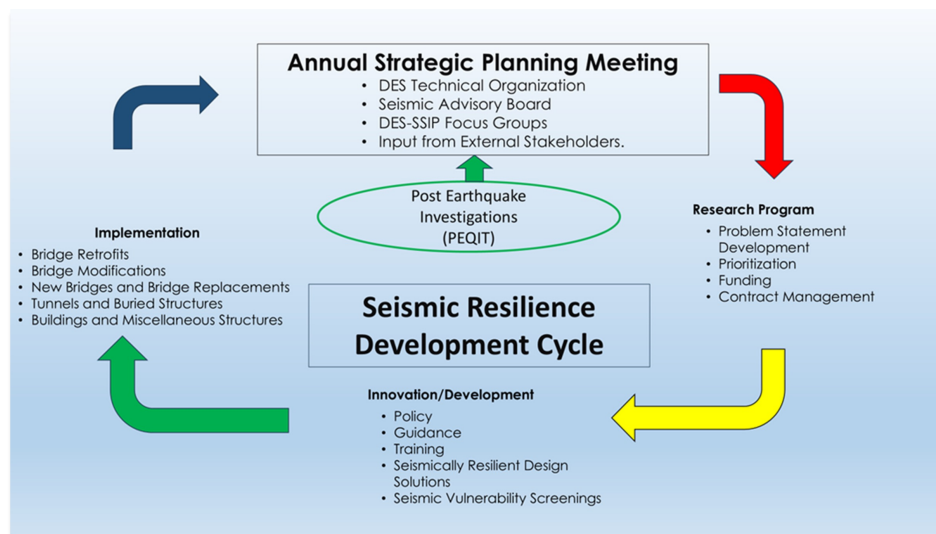 Annual Strategic Planning Meeting
• DES Technical Organization
• Seismic Advisory Board
• DES-SSIP Focus Groups
• Input from External Stakeholders.
Post Earthquake
Investigations
(PEQIT)
Research Program
• Problem Statement
Development
• Prioritization
• Funding
• Contract Management
Implementation
• Bridge Retrofits
• Bridge Modifications
• New Bridges and Bridge Replacements
• Tunnels and Buried Structures
• Buildings and Miscellaneous Structures
Seismic Resilience
Development Cycle
Innovation/Development
• Policy
• Guidance
• Training
• Seismically Resilient Design
Solutions
• Seismic Vulnerability Screenings